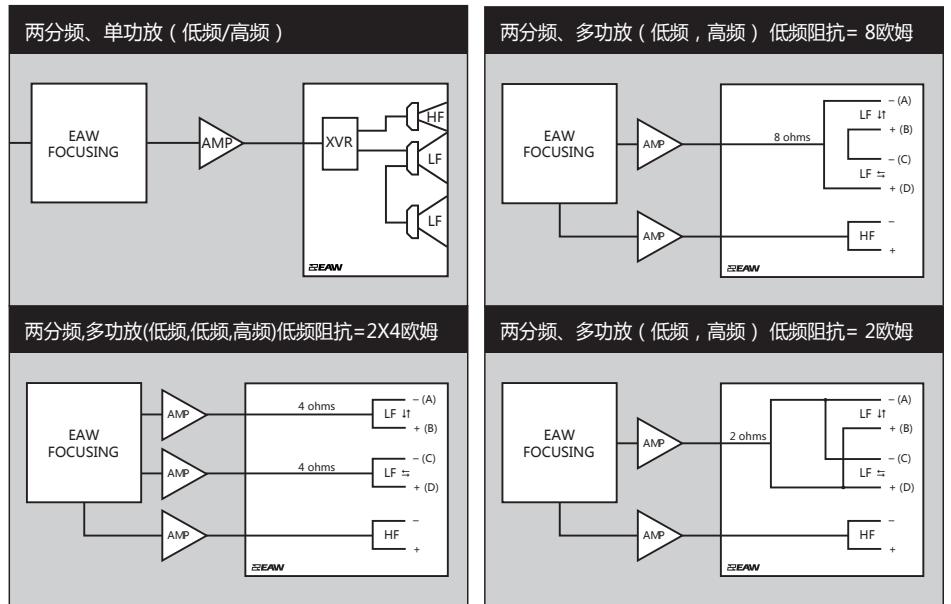 两分频、单功放（低频/高频）
EAW
FOCUSING
AMP
XVR
HF
LF
LF
EAW
两分频、多功放（低频，高频） 低频阻抗= 8欧姆
EAW
FOCUSING
AMP
8 ohms
− (A)
LF ↓↑
+ (B)
− (C)
LF ⇆
+ (D)
AMP
HF
−
+
EAW
两分频,多功放(低频,低频,高频)低频阻抗=2X4欧姆
EAW
FOCUSING
AMP
4 ohms
− (A)
LF ↓↑
+ (B)
AMP
4 ohms
− (C)
LF ⇆
+ (D)
AMP
HF
−
+
EAW
两分频、多功放（低频，高频） 低频阻抗= 2欧姆
EAW
FOCUSING
AMP
2 ohms
− (A)
LF ↓↑
+ (B)
− (C)
LF ⇆
+ (D)
AMP
HF
−
+
EAW